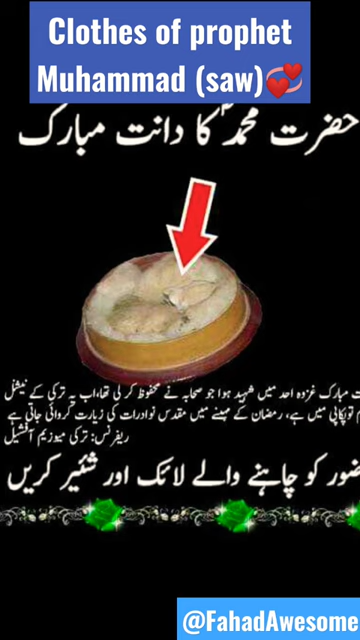 Clothes of prophet
Muhammad (saw)💞
حضرت محمدؐ کا دانت مبارک
ت مبارک غزوہ احد میں شہید ہوا جو صحابہ نے محفوظ کر لی تھا،اب یہ ترکی کے نیشنل
م توپکاپی میں ہے، رمضان کے مہینے میں مقدس نوادرات کی زیارت کروائی جاتی ہے
ریفرنس: ترکی میوزیم آفشیل
ضور کو چاہنے والے لائک اور شئیر کریں
@FahadAwesome